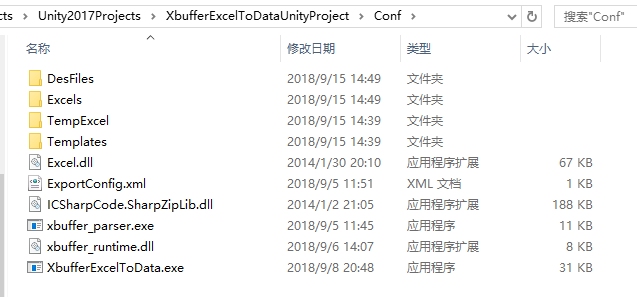 cts > Unity2017Projects > XbufferExcelToDataUnityProject > Conf 搜索"Conf"
名称 修改日期 类型 大小
DesFiles 2018/9/15 14:49 文件夹
Excels 2018/9/15 14:49 文件夹
TempExcel 2018/9/15 14:39 文件夹
Templates 2018/9/15 14:39 文件夹
Excel.dll 2014/1/30 20:10 应用程序扩展 67 KB
ExportConfig.xml 2018/9/5 11:51 XML 文档 1 KB
ICSharpCode.SharpZipLib.dll 2014/1/2 21:05 应用程序扩展 188 KB
xbuffer_parser.exe 2018/9/5 11:45 应用程序 11 KB
xbuffer_runtime.dll 2018/9/6 14:07 应用程序扩展 8 KB
XbufferExcelToData.exe 2018/9/8 20:48 应用程序 31 KB